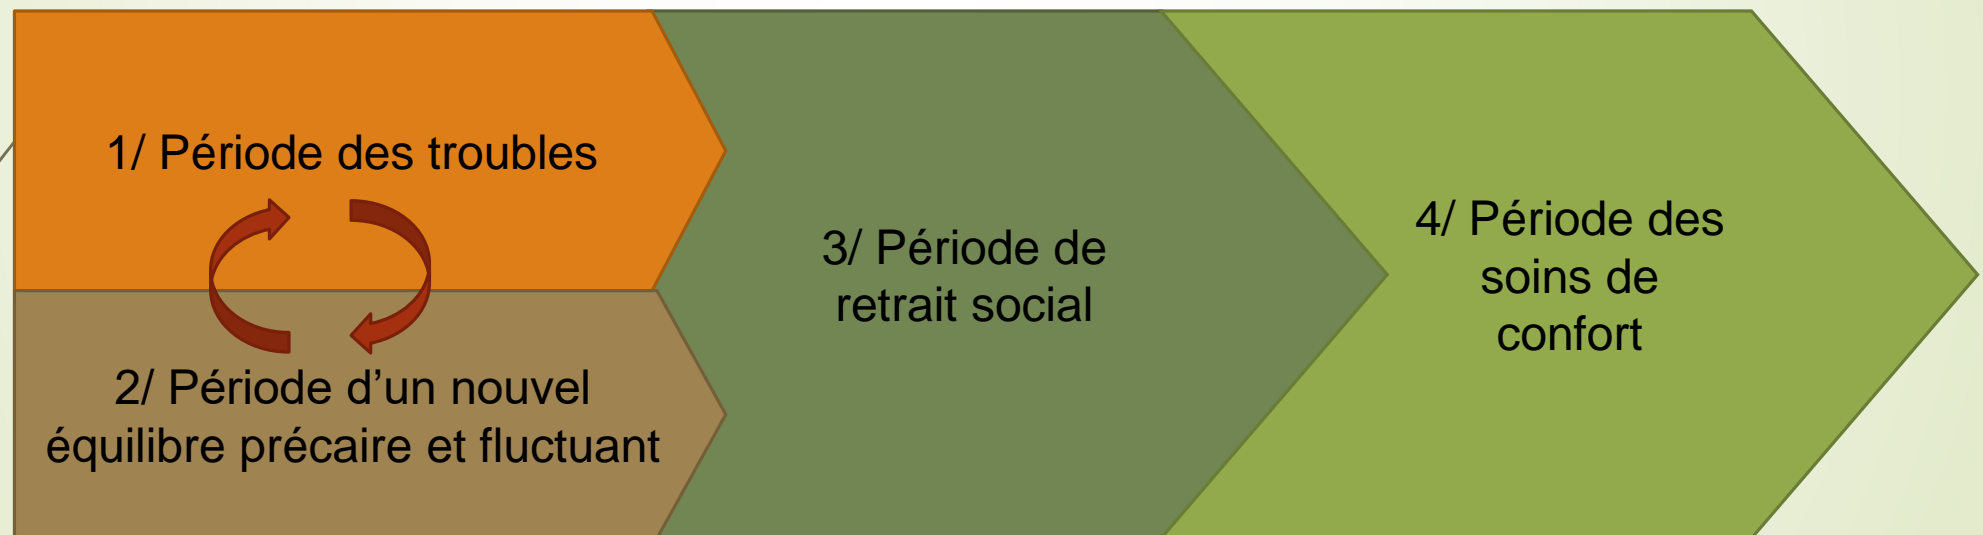 1/ Période des troubles
2/ Période d’un nouvel
équilibre précaire et fluctuant
3/ Période de
retrait social
4/ Période des
soins de
confort